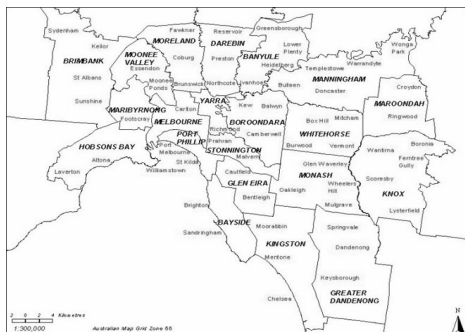 Fawkner
Reservoir
Greensborough
Sydenham
MORELAND
DAREBIN
Wonga
Park
Keilor
MOONEE
VALLEY
Coburg
Preston
BANYULE
Lower
Plenty
BRIMBANK
Essendon
Heidelberg
Templestowe
Warrandyte
St Albans
Moonee
Ponds
Brunswick
Northcote
Ivanhoe
MANNINGHAM
Bulleen
Doncaster
Croydon
Sunshine
MARIBYRNONG
Carlton
YARRA
Kew
Balwyn
MAROONDAH
Footscray
MELBOURNE
BOROONDARA
Box Hill
Mitcham
Ringwood
Richmond
Camberwell
WHITEHORSE
HOBSONS BAY
PORT
PHILLIP
Prahran
STONNINGTON
Burwood
Vermont
Wantirna
Boronia
Altona
Port
Melbourne
St Kilda
Malvern
Ferntree
Gully
Laverton
Williamstown
Caulfield
Glen Waverley
MONASH
Scoresby
GLEN EIRA
Oakleigh
Wheelers
Hill
KNOX
Brighton
Bentleigh
Mulgrave
Lysterfield
BAYSIDE
Moorabbin
Springvale
Sandringham
KINGSTON
Dandenong
Mentone
Keysborough
GREATER
DANDENONG
Chelsea
2 0 2 4 Kilometres
1:300,000
Australian Map Grid Zone 55
N